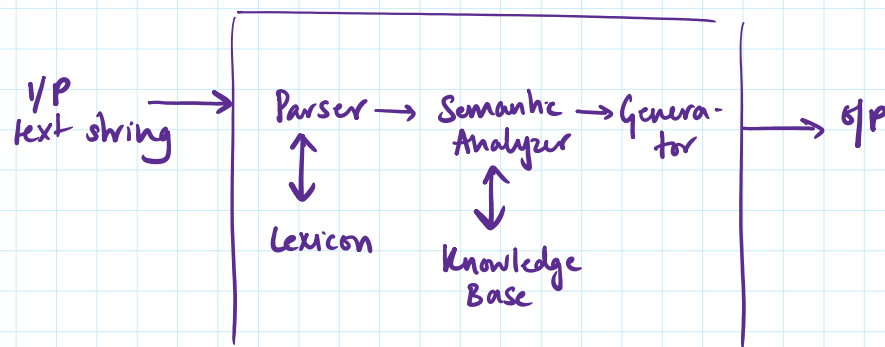 I/P
text string
Parser
Semantic
Analyzer
Genera-
tor
O/P
Lexicon
Knowledge
Base